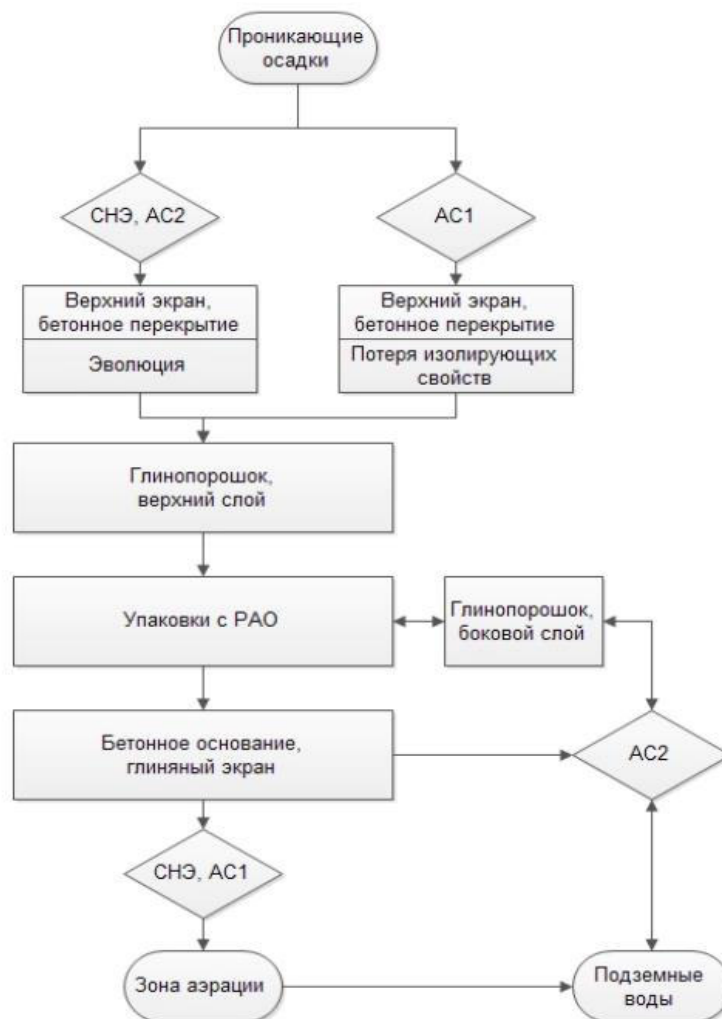 Проникающие
осадки
СНЭ, АС2
АС1
Верхний экран,
бетонное перекрытие
Эволюция
Верхний экран,
бетонное перекрытие
Потеря изолирующих
свойств
Глинопорошок,
верхний слой
Упаковки с РАО
Глинопорошок,
боковой слой
Бетонное основание,
глиняный экран
АС2
СНЭ, АС1
Зона аэрации
Подземные
воды